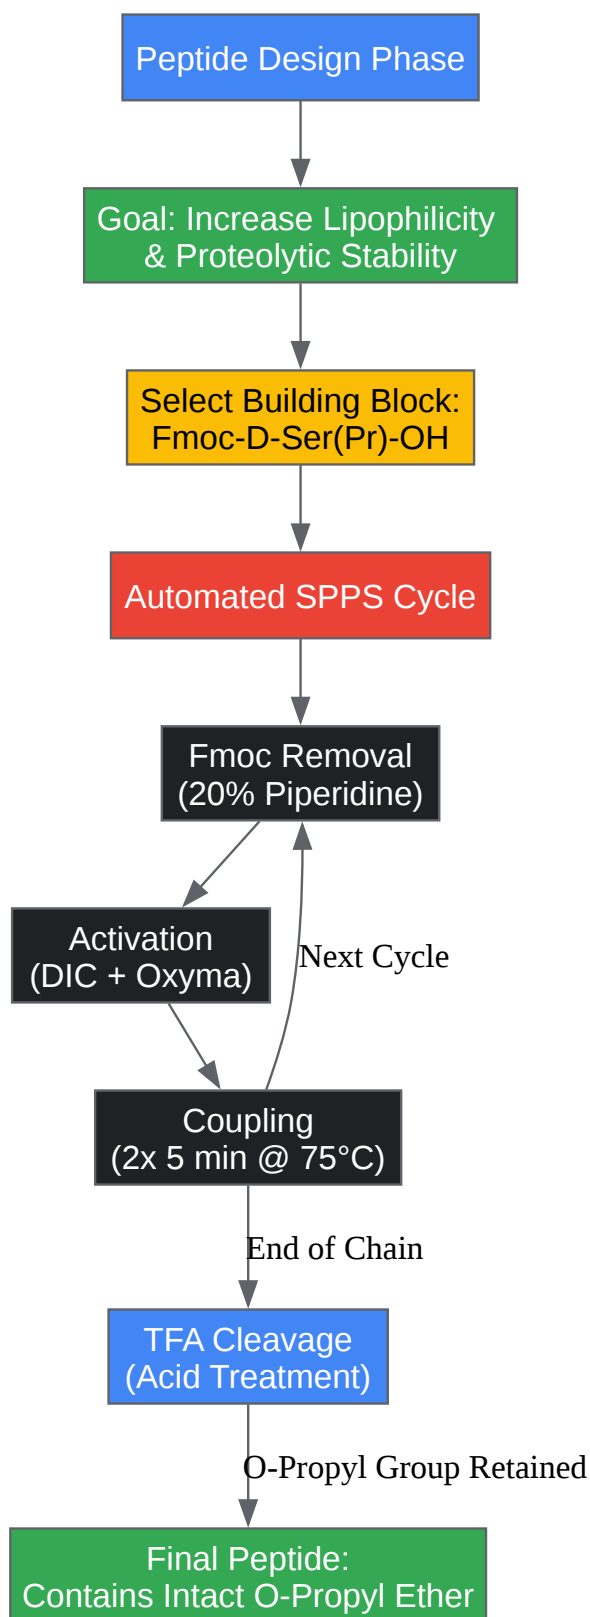 Peptide Design Phase
Goal: Increase Lipophilicity
& Proteolytic Stability
Select Building Block:
Fmoc-D-Ser(Pr)-OH
Automated SPPS Cycle
Fmoc Removal
(20% Piperidine)
Activation
(DIC + Oxyma)
Next Cycle
Coupling
(2x 5 min @ 75°C)
End of Chain
TFA Cleavage
(Acid Treatment)
O-Propyl Group Retained
Final Peptide:
Contains Intact O-Propyl Ether